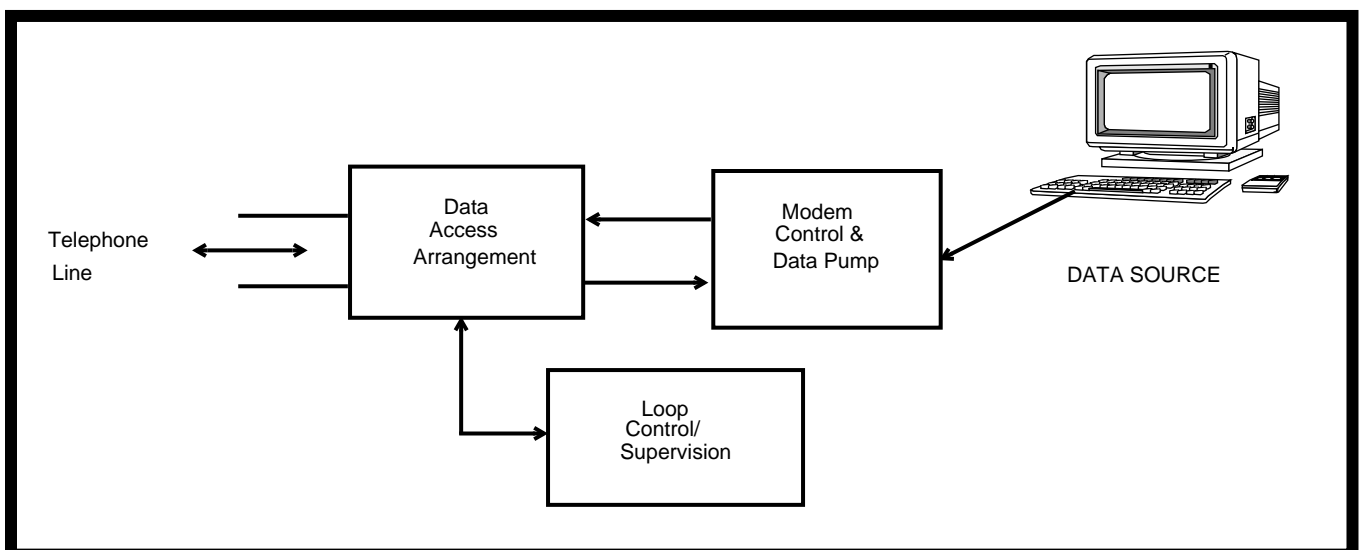 Telephone
Line
Data
Access
Arrangement
Modem
Control &
Data Pump
DATA SOURCE
Loop
Control/
Supervision